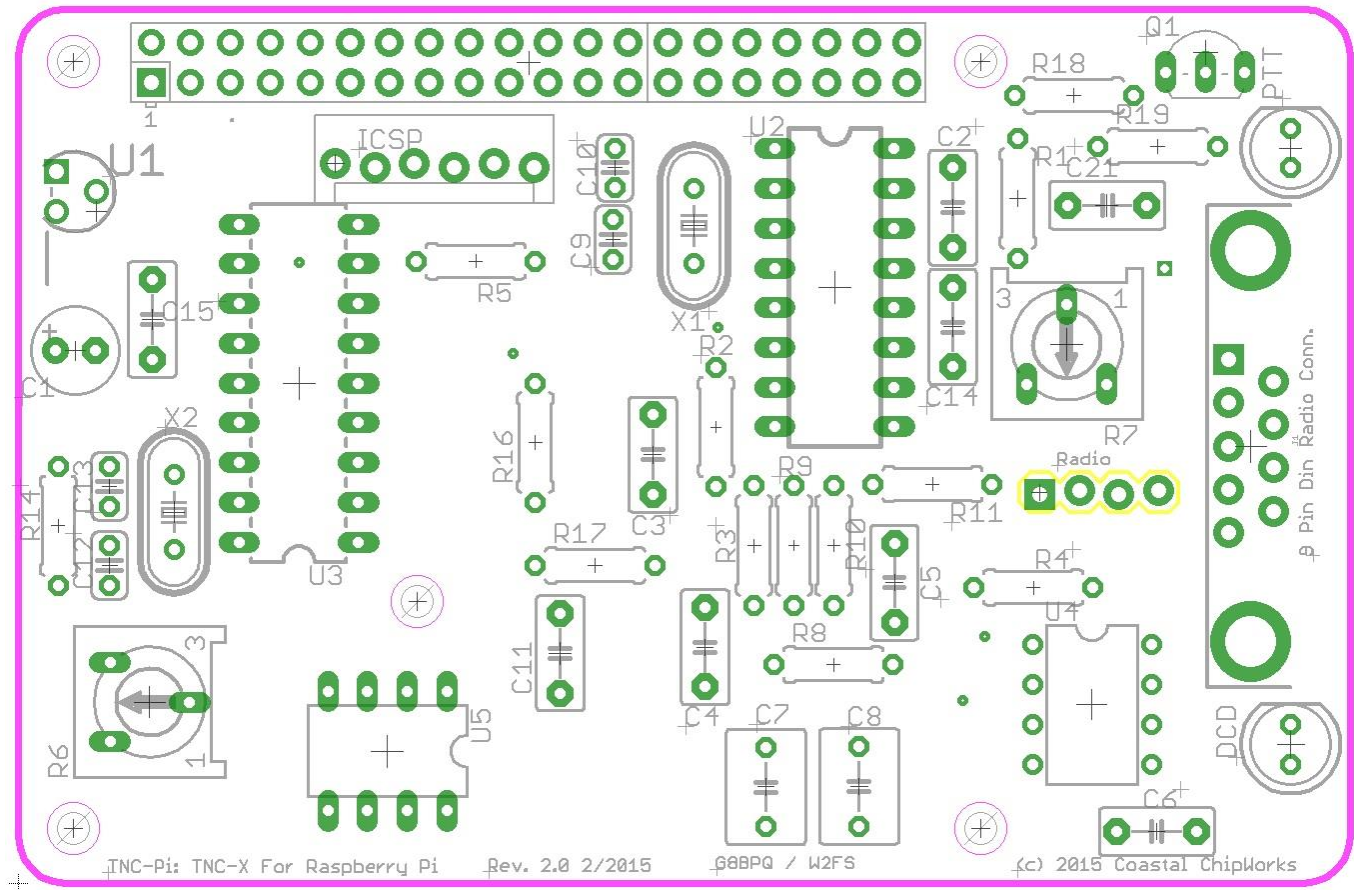 Q1
PTT
R18
R19
1
ICSP
U2
C2
U1
C10
R1
C21
C9
R5
C15
X1
3
1
R2
C1
C14
9 Pin Din Radio Conn.
X2
R16
R7
Radio
R9
C13
R14
C3
R11
R17
R3
R10
C12
U3
C5
R4
U4
R8
3
C11
C4
C7
C8
U5
DCD
R6
1
C6
TNC-Pi: TNC-X For Raspberry Pi
Rev. 2.0 2/2015
G8BPQ / W2FS
(c) 2015 Coastal ChipWorks